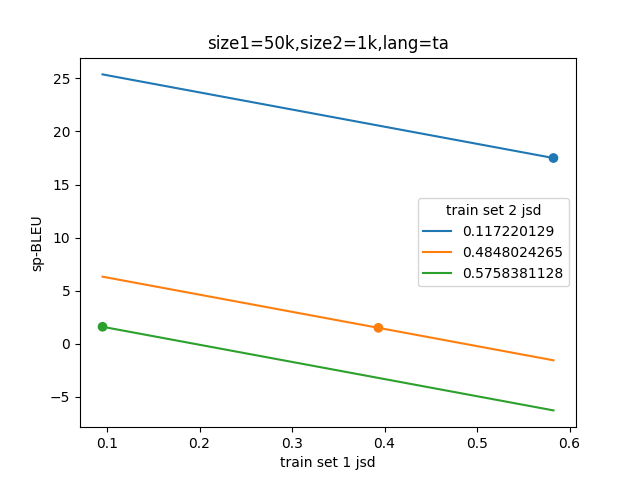 size1=50k,size2=1k,lang=ta
25
20
15
10
5
0
−5
sp-BLEU
train set 2 jsd
0.117220129
0.4848024265
0.5758381128
0.1 0.2 0.3 0.4 0.5 0.6
train set 1 jsd